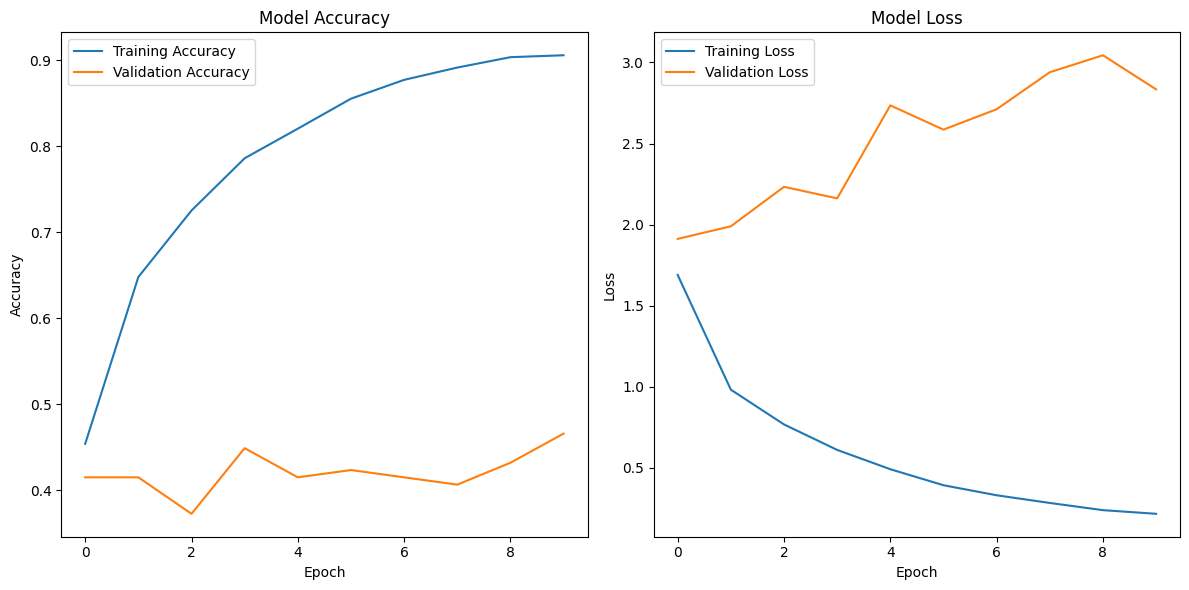 Model Accuracy
Training Accuracy
Validation Accuracy
0.9
0.8
0.7
0.6
0.5
0.4
Accuracy
0
2
4
6
8
Epoch
Model Loss
Training Loss
Validation Loss
3.0
2.5
2.0
1.5
1.0
0.5
Loss
0
2
4
6
8
Epoch